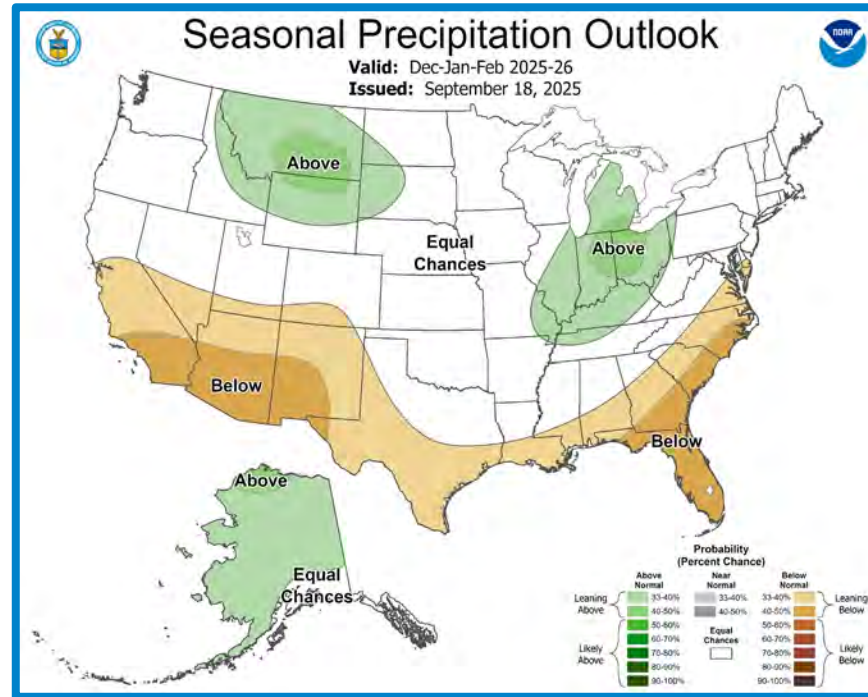 Seasonal Precipitation Outlook
NOAA
Valid: Dec-Jan-Feb 2025-26
Issued: September 18, 2025
Above
Equal
Chances
Above
Below
Below
Above
Equal
Chances
Probability
(Percent Chance)
Above Normal
Near Normal
Below Normal
Leaning Above
33-40% 33-40% 33-40%
40-50% 40-50% 40-50%
Leaning Below
Likely Above
50-60% 50-60%
60-70% 60-70%
70-80% 70-80%
80-90% 80-90%
90-100% 90-100%
Equal Chances
Likely Below